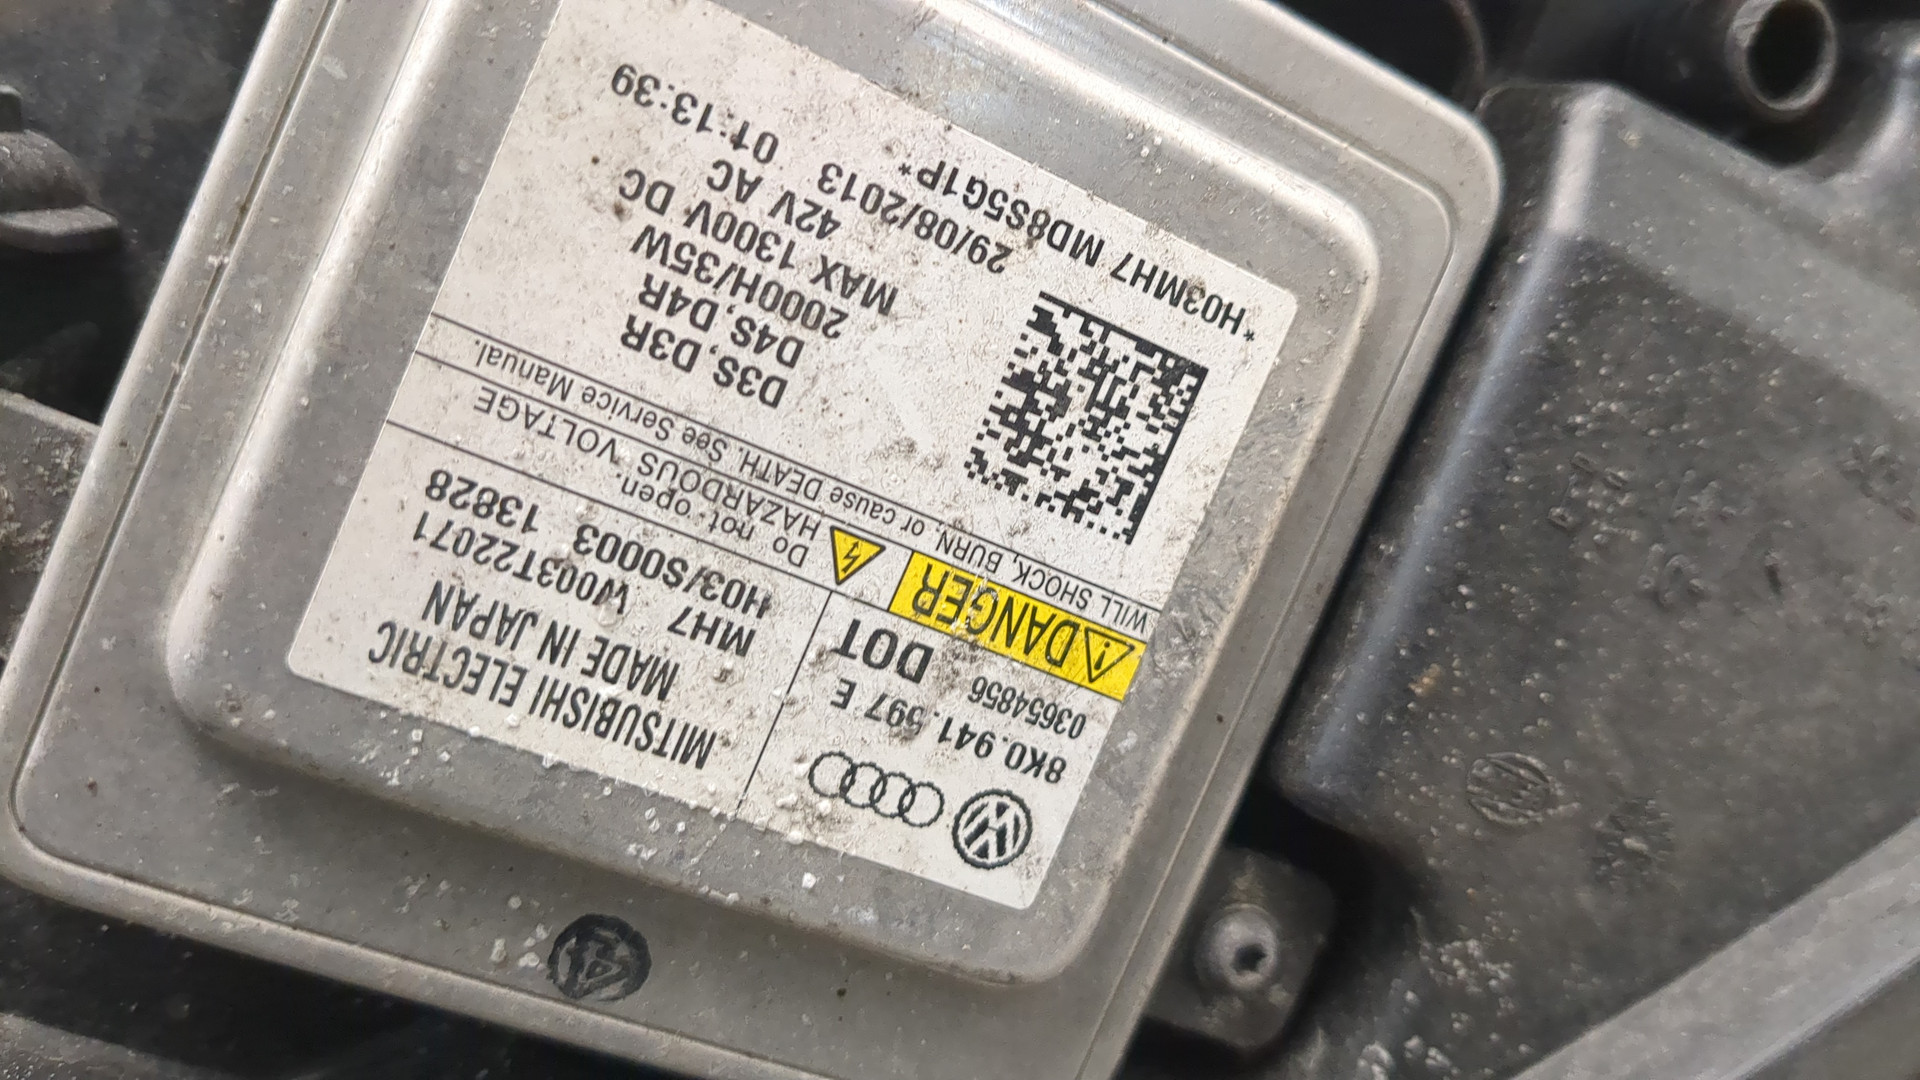 8K0.941.597 E
03654856
DOT
MITSUBISHI ELECTRIC
MADE IN JAPAN
MH7 W003T22071
H03/S0003 13828
DANGER
Do not open.
HAZARDOUS VOLTAGE
WILL SHOCK, BURN, or cause DEATH. See Service Manual.
D3S, D3R
D4S, D4R
2000H/35W
MAX 1300V DC
42V AC
29/08/2013 01:13:39
*H03MH7 MD8S5G1P*